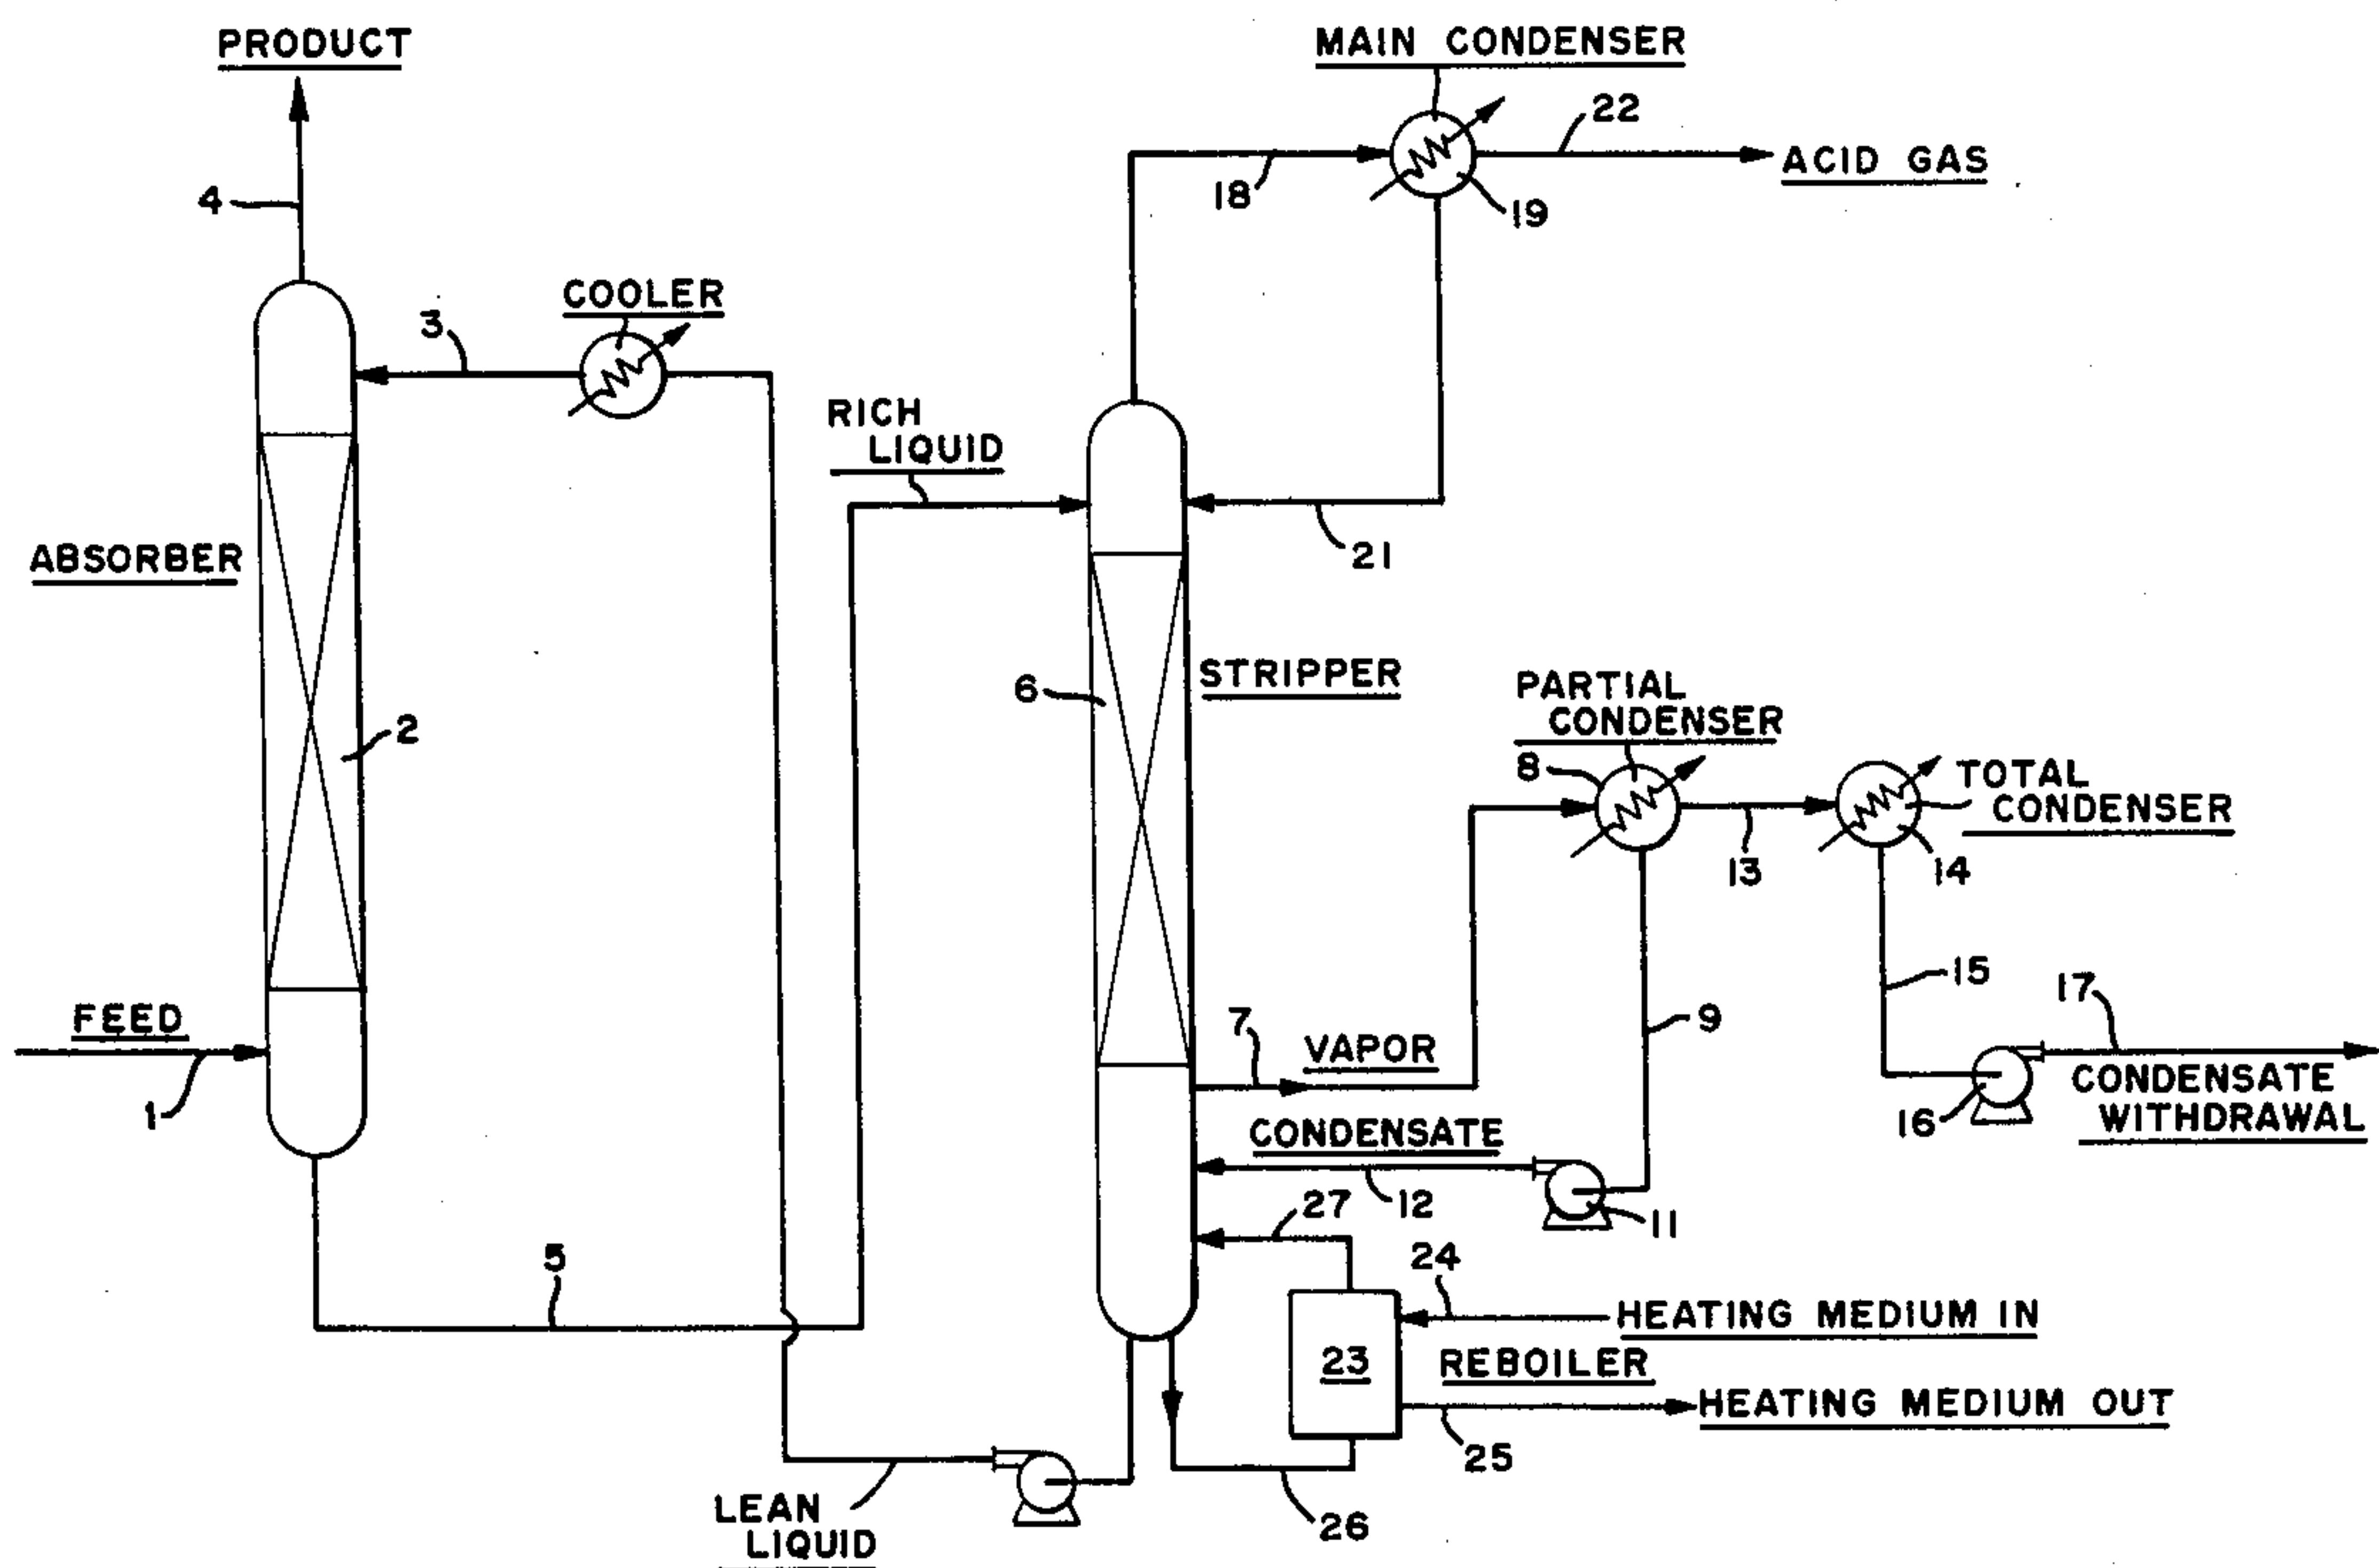 PRODUCT
MAIN CONDENSER
22
ACID GAS
18
19
4
COOLER
3
RICH
LIQUID
21
ABSORBER
STRIPPER
6
2
PARTIAL
CONDENSER
8
TOTAL
CONDENSER
13
14
15
17
9
FEED
1
7
VAPOR
CONDENSATE
WITHDRAWAL
16
CONDENSATE
12
11
27
24
5
HEATING MEDIUM IN
23
REBOILER
HEATING MEDIUM OUT
25
26
LEAN
LIQUID